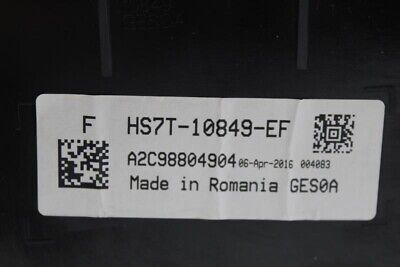 F HS7T-10849-EF
A2C98804904 06-Apr-2016 004083
Made in Romania GES0A